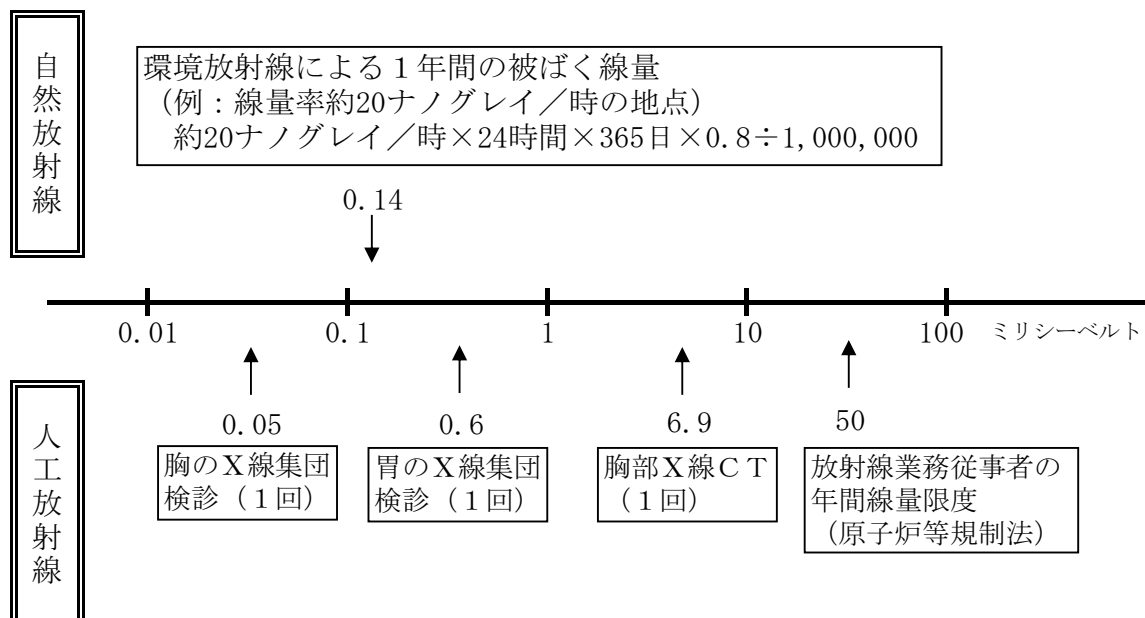 自然放射線
環境放射線による１年間の被ばく線量
（例：線量率約20ナノグレイ／時の地点）
約20ナノグレイ／時×24時間×365日×0.8÷1,000,000
0.14
0.01 0.1 1 10 100 ミリシーベルト
人工放射線
0.05
胸のＸ線集団
検診（１回）
0.6
胃のＸ線集団
検診（１回）
6.9
胸部Ｘ線ＣＴ
（１回）
50
放射線業務従事者の
年間線量限度
（原子炉等規制法）